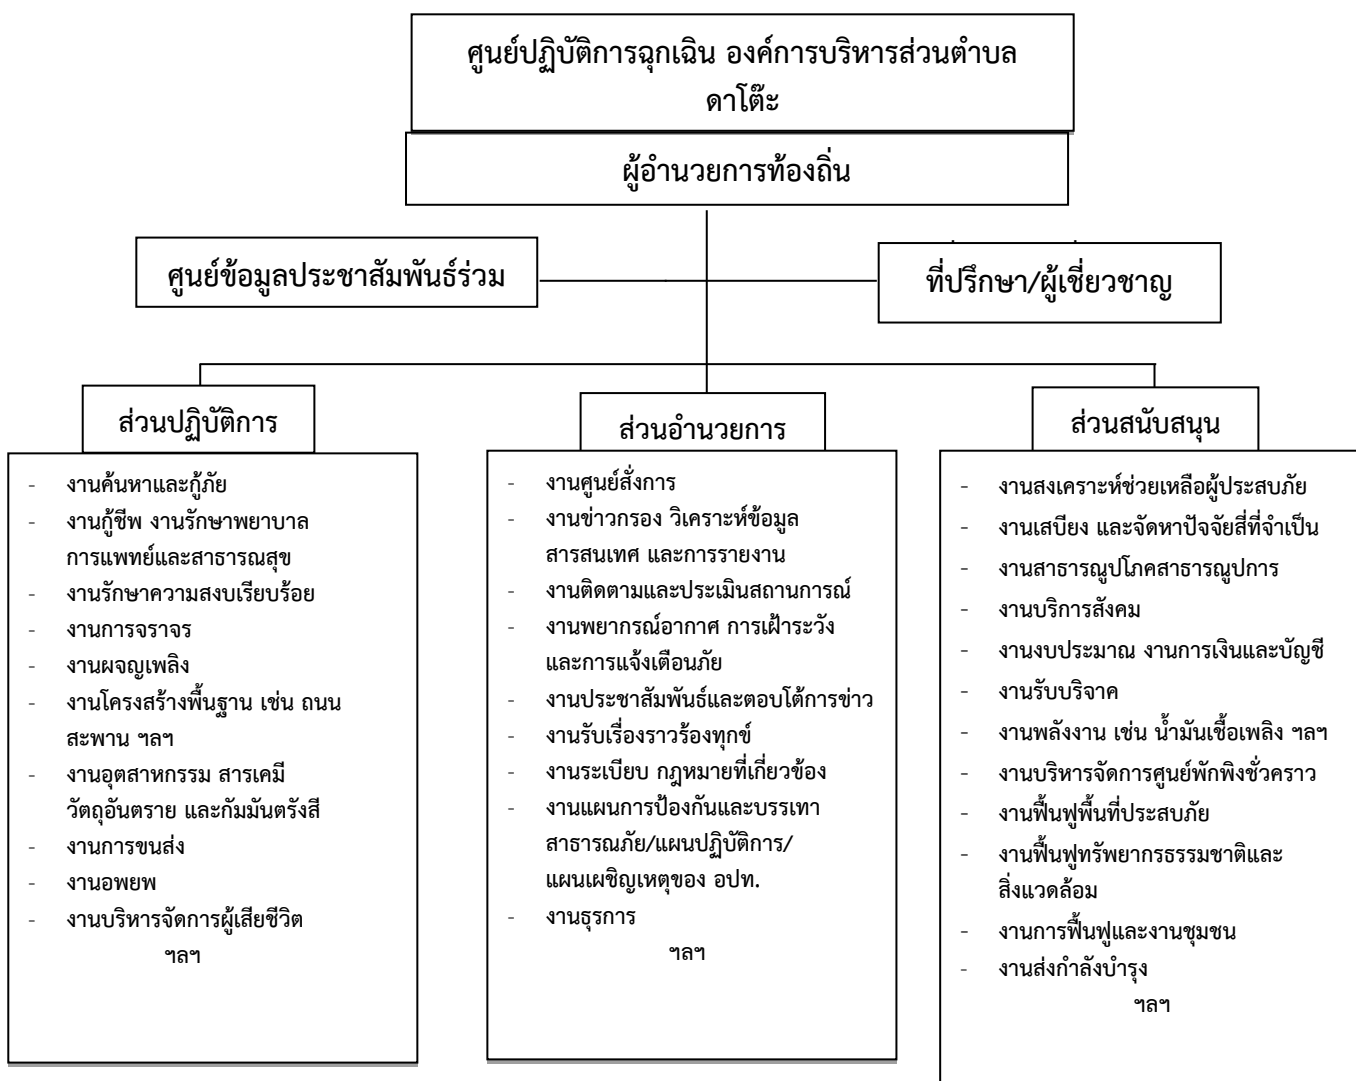 ศูนย์ปฏิบัติการฉุกเฉิน องค์การบริหารส่วนตำบล
ดาโต๊ะ
ผู้อำนวยการท้องถิ่น
ศูนย์ข้อมูลประชาสัมพันธ์ร่วม
ที่ปรึกษา/ผู้เชี่ยวชาญ
ส่วนปฏิบัติการ
- งานค้นหาและกู้ภัย
- งานกู้ชีพ งานรักษาพยาบาล
การแพทย์และสาธารณสุข
- งานรักษาความสงบเรียบร้อย
- งานการจราจร
- งานผจญเพลิง
- งานโครงสร้างพื้นฐาน เช่น ถนน
สะพาน ฯลฯ
- งานอุตสาหกรรม สารเคมี
วัตถุอันตราย และกัมมันตรังสี
- งานการขนส่ง
- งานอพยพ
- งานบริหารจัดการผู้เสียชีวิต
ฯลฯ
ส่วนอำนวยการ
- งานศูนย์สั่งการ
- งานข่าวกรอง วิเคราะห์ข้อมูล
สารสนเทศ และการรายงาน
- งานติดตามและประเมินสถานการณ์
- งานพยากรณ์อากาศ การเฝ้าระวัง
และการแจ้งเตือนภัย
- งานประชาสัมพันธ์และตอบโต้การข่าว
- งานรับเรื่องราวร้องทุกข์
- งานระเบียบ กฎหมายที่เกี่ยวข้อง
- งานแผนการป้องกันและบรรเทา
สาธารณภัย/แผนปฏิบัติการ/
แผนเผชิญเหตุของ อปท.
- งานธุรการ
ฯลฯ
ส่วนสนับสนุน
- งานสงเคราะห์ช่วยเหลือผู้ประสบภัย
- งานเสบียง และจัดหาปัจจัยสี่ที่จำเป็น
- งานสาธารณูปโภคสาธารณูปการ
- งานบริการสังคม
- งานงบประมาณ งานการเงินและบัญชี
- งานรับบริจาค
- งานพลังงาน เช่น น้ำมันเชื้อเพลิง ฯลฯ
- งานบริหารจัดการศูนย์พักพิงชั่วคราว
- งานฟื้นฟูพื้นที่ประสบภัย
- งานฟื้นฟูทรัพยากรธรรมชาติและ
สิ่งแวดล้อม
- งานการฟื้นฟูและงานชุมชน
- งานส่งกำลังบำรุง
ฯลฯ